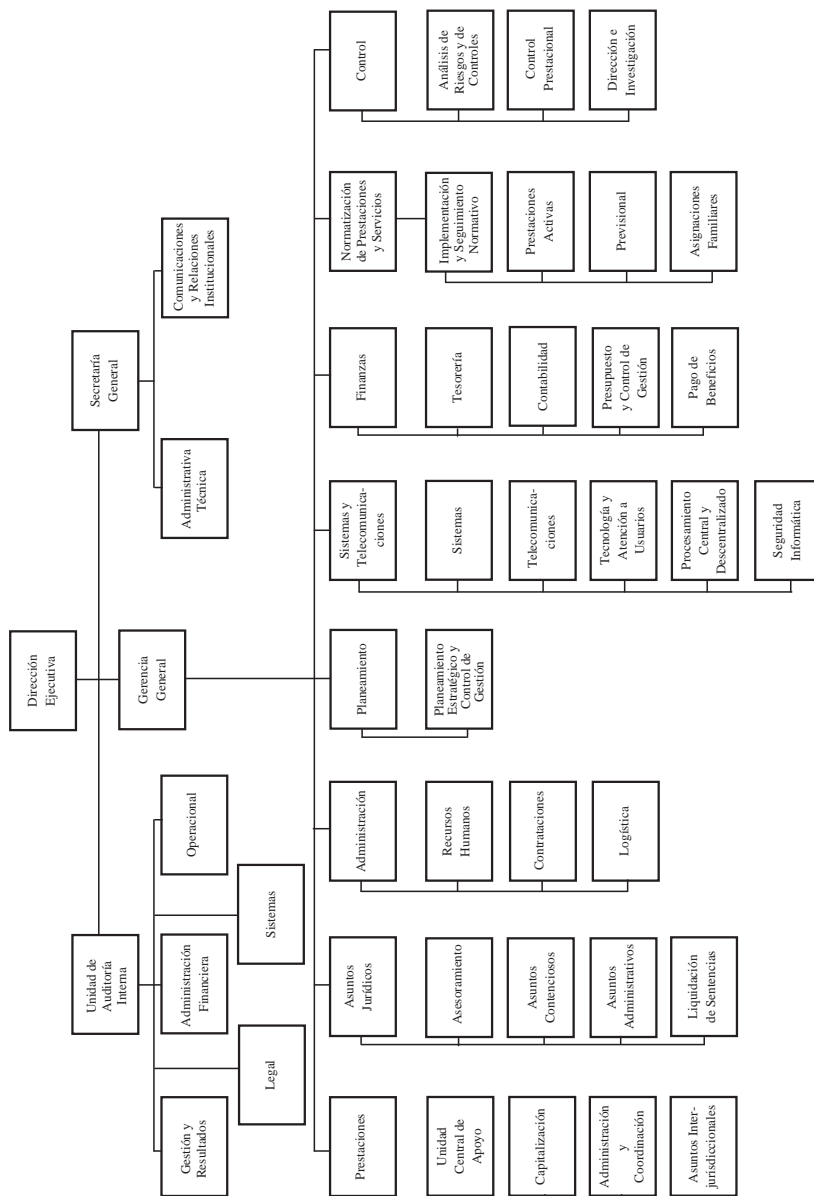 Dirección
Ejecutiva
Unidad de
Auditoría
Interna
Gerencia
General
Secretaría
General
Gestión y
Resultados
Administración
Financiera
Operacional
Administrativa
Técnica
Comunicaciones
y Relaciones
Institucionales
Legal
Sistemas
Prestaciones
Asuntos
Jurídicos
Administración
Planeamiento
Sistemas y
Telecomunica-
ciones
Finanzas
Normatización
de Prestaciones
y Servicios
Control
Unidad
Central de
Apoyo
Asesoramiento
Recursos
Humanos
Planeamiento
Estratégico y
Control de
Gestión
Sistemas
Tesorería
Implementación
y Seguimiento
Normativo
Análisis de
Riesgos y de
Controles
Capitalización
Asuntos
Contenciosos
Contrataciones
Telecomunica-
ciones
Contabilidad
Prestaciones
Activas
Control
Prestacional
Administración
y
Coordinación
Asuntos
Administrativos
Logística
Tecnología y
Atención a
Usuarios
Presupuesto
y Control de
Gestión
Previsional
Dirección e
Investigación
Asuntos Inter-
jurisdiccionales
Liquidación
de Sentencias
Procesamiento
Central y
Descentralizado
Pago de
Beneficios
Asignaciones
Familiares
Seguridad
Informática